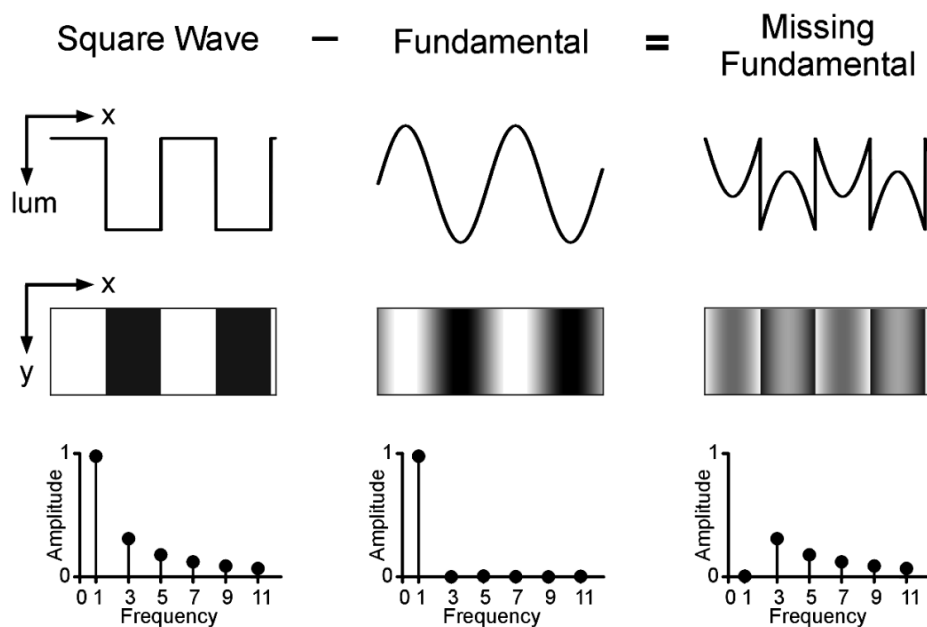 Square Wave – Fundamental = Missing Fundamental
x
lum
x
y
1
Amplitude
0
0 1 3 5 7 9 11
Frequency
1
Amplitude
0
0 1 3 5 7 9 11
Frequency
1
Amplitude
0
0 1 3 5 7 9 11
Frequency